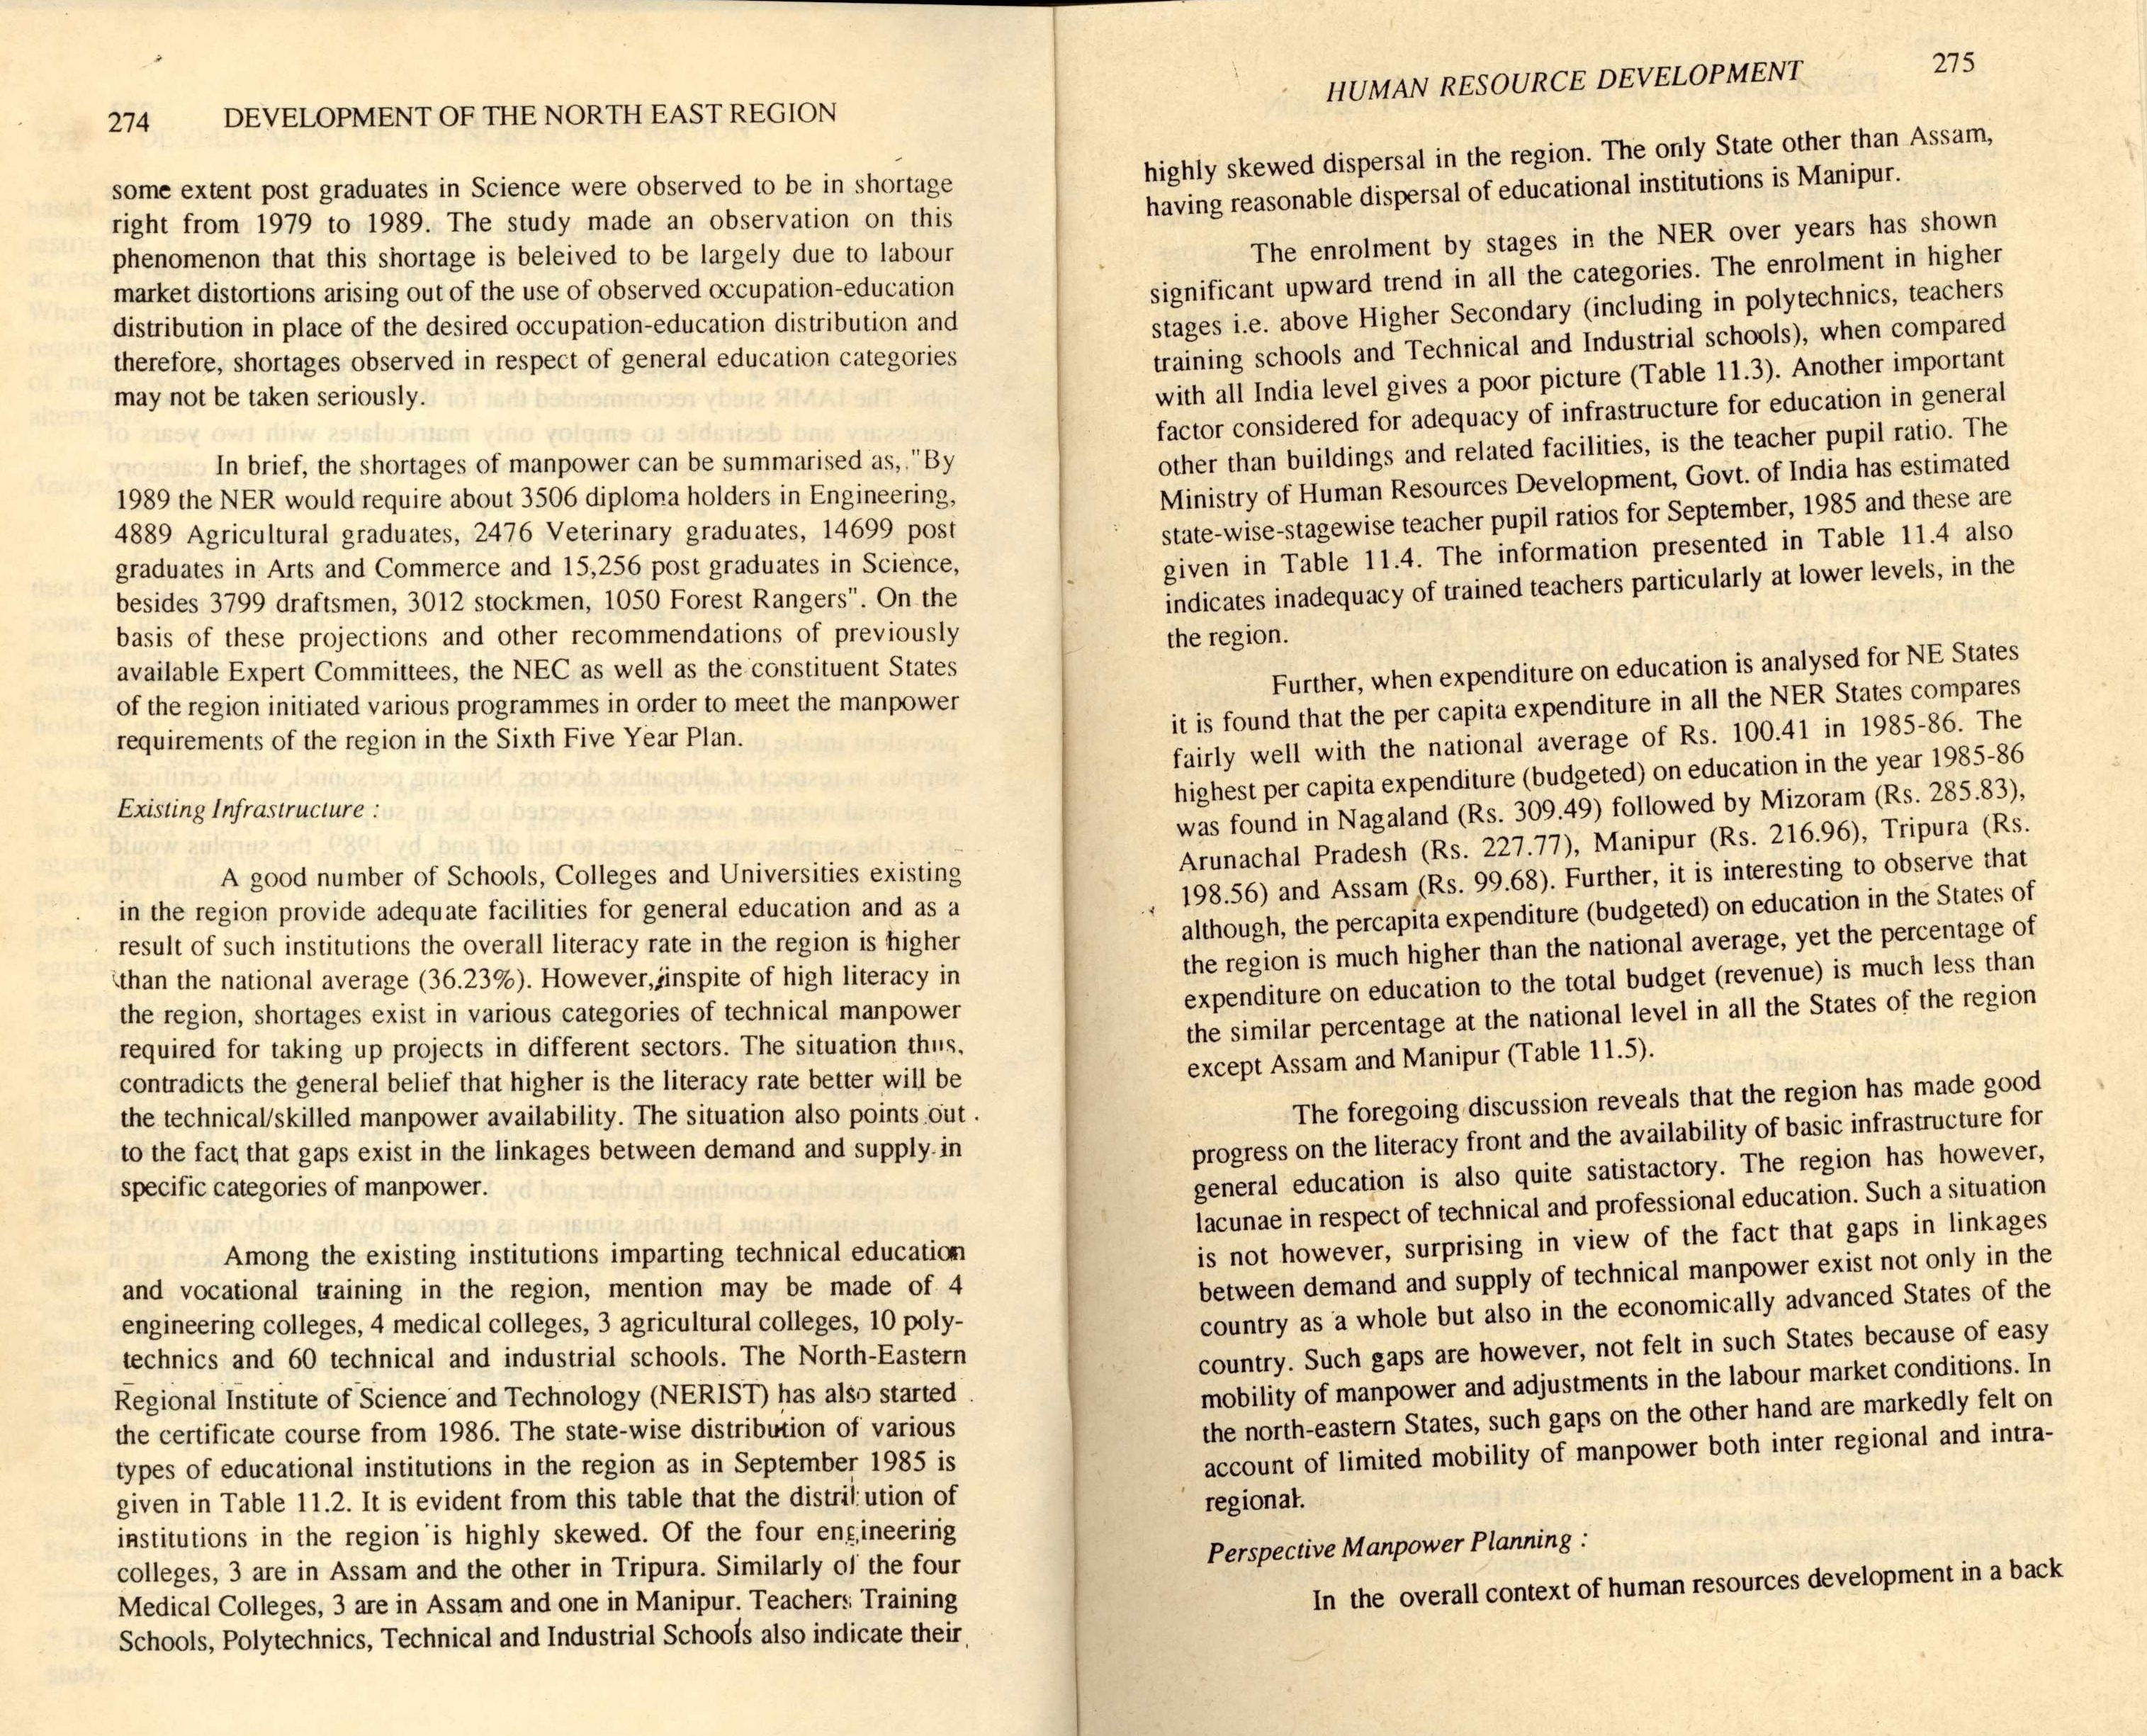 274 DEVELOPMENT OF THE NORTH EAST REGION
some extent post graduates in Science were observed to be in shortage
right from 1979 to 1989. The study made an observation on this
phenomenon that this shortage is beleived to be largely due to labour
market distortions arising out of the use of observed occupation-education
distribution in place of the desired occupation-education distribution and
therefore, shortages observed in respect of general education categories
may not be taken seriously.
In brief, the shortages of manpower can be summarised as, "By
1989 the NER would require about 3506 diploma holders in Engineering,
4889 Agricultural graduates, 2476 Veterinary graduates, 14699 post
graduates in Arts and Commerce and 15,256 post graduates in Science,
besides 3799 draftsmen, 3012 stockmen, 1050 Forest Rangers". On the
basis of these projections and other recommendations of previously
available Expert Committees, the NEC as well as the constituent States
of the region initiated various programmes in order to meet the manpower
requirements of the region in the Sixth Five Year Plan.
Existing Infrastructure :
A good number of Schools, Colleges and Universities existing
in the region provide adequate facilities for general education and as a
result of such institutions the overall literacy rate in the region is higher
than the national average (36.23%). However, inspite of high literacy in
the region, shortages exist in various categories of technical manpower
required for taking up projects in different sectors. The situation thus,
contradicts the general belief that higher is the literacy rate better will be
the technical/skilled manpower availability. The situation also points out
to the fact that gaps exist in the linkages between demand and supply in
specific categories of manpower.
Among the existing institutions imparting technical education
and vocational training in the region, mention may be made of 4
engineering colleges, 4 medical colleges, 3 agricultural colleges, 10 poly-
technics and 60 technical and industrial schools. The North-Eastern
Regional Institute of Science and Technology (NERIST) has also started
the certificate course from 1986. The state-wise distribution of various
types of educational institutions in the region as in September 1985 is
given in Table 11.2. It is evident from this table that the distribution of
institutions in the region is highly skewed. Of the four engineering
colleges, 3 are in Assam and the other in Tripura. Similarly of the four
Medical Colleges, 3 are in Assam and one in Manipur. Teachers Training
Schools, Polytechnics, Technical and Industrial Schools also indicate their
HUMAN RESOURCE DEVELOPMENT 275
highly skewed dispersal in the region. The only State other than Assam,
having reasonable dispersal of educational institutions is Manipur.
The enrolment by stages in the NER over years has shown
significant upward trend in all the categories. The enrolment in higher
stages i.e. above Higher Secondary (including in polytechnics, teachers
training schools and Technical and Industrial schools), when compared
with all India level gives a poor picture (Table 11.3). Another important
factor considered for adequacy of infrastructure for education in general
other than buildings and related facilities, is the teacher pupil ratio. The
Ministry of Human Resources Development, Govt. of India has estimated
state-wise-stagewise teacher pupil ratios for September, 1985 and these are
given in Table 11.4. The information presented in Table 11.4 also
indicates inadequacy of trained teachers particularly at lower levels, in the
the region.
Further, when expenditure on education is analysed for NE States
it is found that the per capita expenditure in all the NER States compares
fairly well with the national average of Rs. 100.41 in 1985-86. The
highest per capita expenditure (budgeted) on education in the year 1985-86
was found in Nagaland (Rs. 309.49) followed by Mizoram (Rs. 285.83),
Arunachal Pradesh (Rs. 227.77), Manipur (Rs. 216.96), Tripura (Rs.
198.56) and Assam (Rs. 99.68). Further, it is interesting to observe that
although, the percapita expenditure (budgeted) on education in the States of
the region is much higher than the national average, yet the percentage of
expenditure on education to the total budget (revenue) is much less than
the similar percentage at the national level in all the States of the region
except Assam and Manipur (Table 11.5).
The foregoing discussion reveals that the region has made good
progress on the literacy front and the availability of basic infrastructure for
general education is also quite satistactory. The region has however,
lacunae in respect of technical and professional education. Such a situation
is not however, surprising in view of the fact that gaps in linkages
between demand and supply of technical manpower exist not only in the
country as a whole but also in the economically advanced States of the
country. Such gaps are however, not felt in such States because of easy
mobility of manpower and adjustments in the labour market conditions. In
the north-eastern States, such gaps on the other hand are markedly felt on
account of limited mobility of manpower both inter regional and intra-
regional.
Perspective Manpower Planning :
In the overall context of human resources development in a back